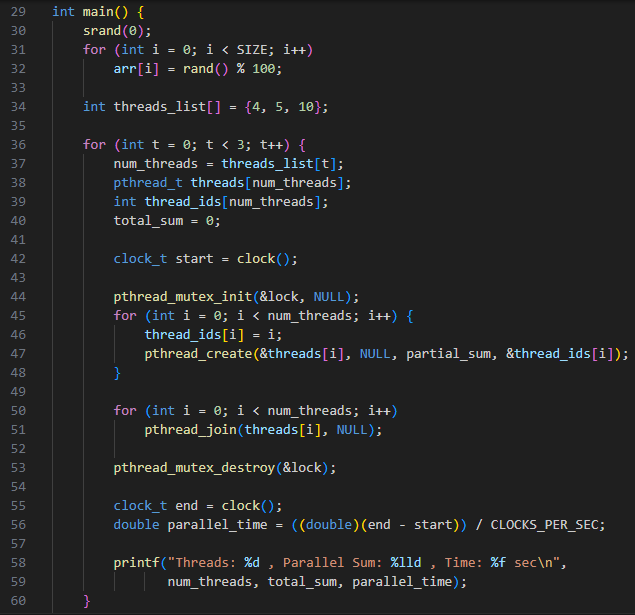 29 int main() {
30 srand(0);
31 for (int i = 0; i < SIZE; i++)
32 arr[i] = rand() % 100;
33
34 int threads_list[] = {4, 5, 10};
35
36 for (int t = 0; t < 3; t++) {
37 num_threads = threads_list[t];
38 pthread_t threads[num_threads];
39 int thread_ids[num_threads];
40 total_sum = 0;
41
42 clock_t start = clock();
43
44 pthread_mutex_init(&lock, NULL);
45 for (int i = 0; i < num_threads; i++) {
46 thread_ids[i] = i;
47 pthread_create(&threads[i], NULL, partial_sum, &thread_ids[i]);
48 }
49
50 for (int i = 0; i < num_threads; i++)
51 pthread_join(threads[i], NULL);
52
53 pthread_mutex_destroy(&lock);
54
55 clock_t end = clock();
56 double parallel_time = ((double)(end - start)) / CLOCKS_PER_SEC;
57
58 printf("Threads: %d , Parallel Sum: %lld , Time: %f sec\n",
59 num_threads, total_sum, parallel_time);
60 }